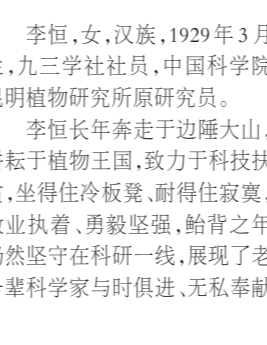 李恒,女,汉族,1929年3月
,九三学社社员,中国科学院
昆明植物研究所原研究员。
李恒长年奔走于边陲大山,
耕耘于植物王国,致力于科技扶
,坐得住冷板凳、耐得住寂寞,
敬业执着、勇毅坚强,鲐背之年
仍然坚守在科研一线,展现了老
一辈科学家与时俱进、无私奉献